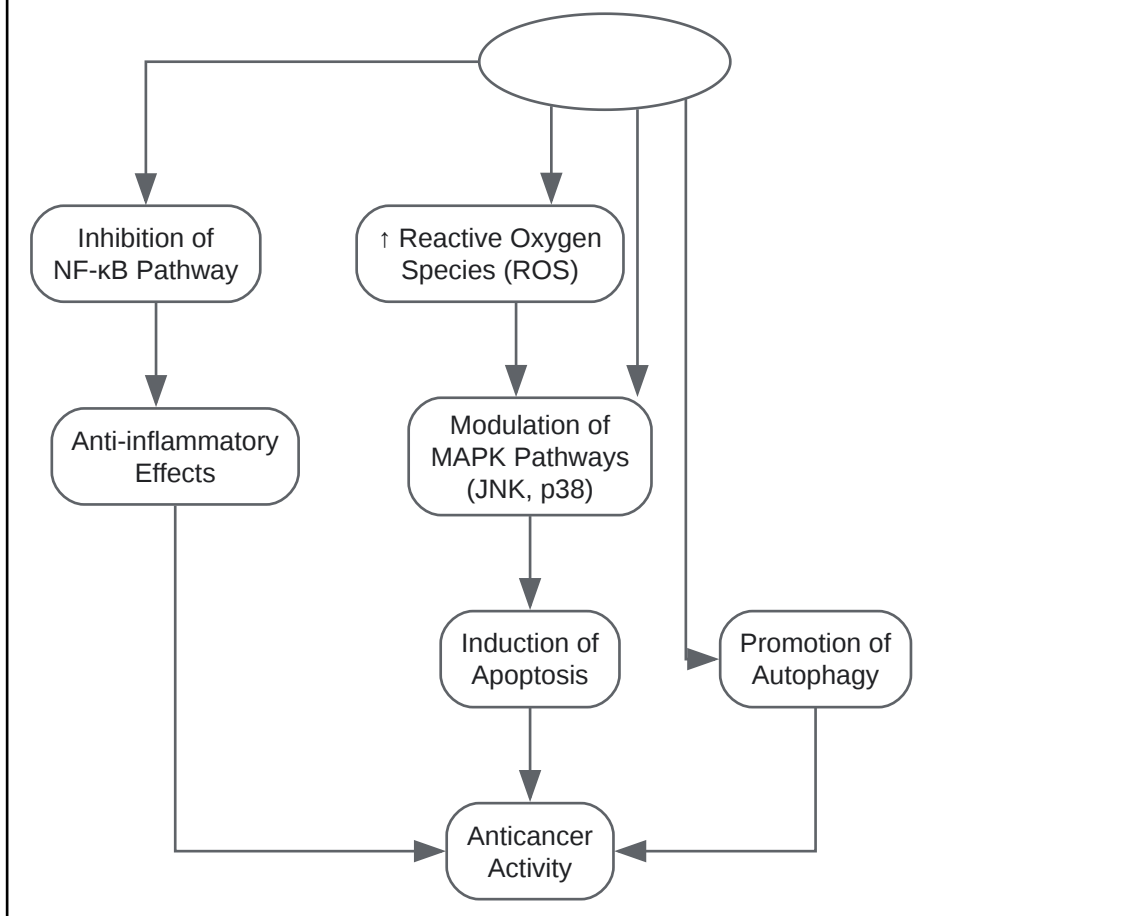 Inhibition of
NF-κB Pathway
↑ Reactive Oxygen
Species (ROS)
Anti-inflammatory
Effects
Modulation of
MAPK Pathways
(JNK, p38)
Induction of
Apoptosis
Promotion of
Autophagy
Anticancer
Activity